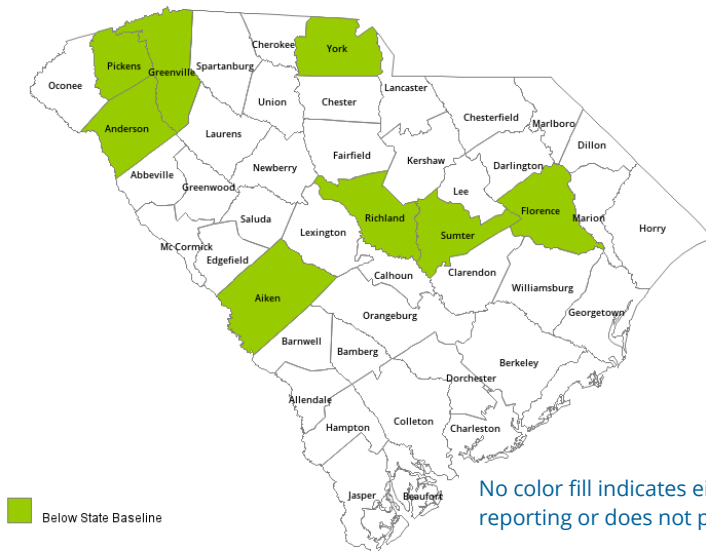 Cherokee
York
Pickens
Greenville
Spartanburg
Oconee
Lancaster
Union
Chester
Chesterfield
Marlboro
Anderson
Laurens
Dillon
Fairfield
Kershaw
Darlington
Abbeville
Newberry
Greenwood
Lee
Saluda
Richland
Florence
Marion
Lexington
Sumter
Horry
Mc Cormick
Edgefield
Calhoun
Clarendon
Williamsburg
Aiken
Orangeburg
Georgetown
Barnwell
Bamberg
Berkeley
Dorchester
Allendale
Colleton
Hampton
Charleston
Jasper
Beaufort
No color fill indicates ei
reporting or does not p
Below State Baseline